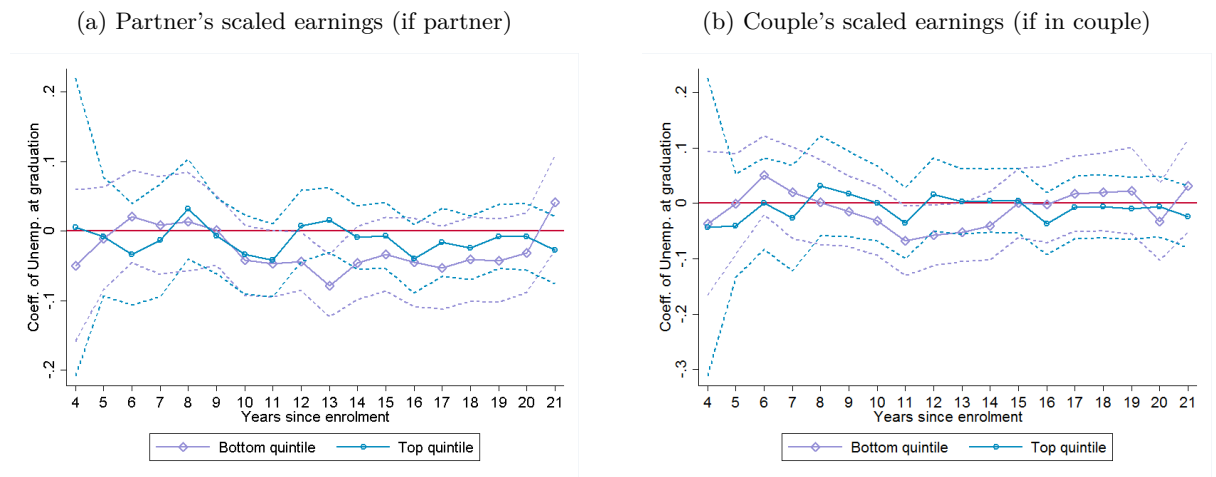 (a) Partner's scaled earnings (if partner)
Coeff. of Unemp. at graduation
.2
.1
0
-.1
-.2
4 5 6 7 8 9 10 11 12 13 14 15 16 17 18 19 20 21
Years since enrolment
Bottom quintile Top quintile
(b) Couple's scaled earnings (if in couple)
Coeff. of Unemp. at graduation
.2
.1
0
-.1
-.2
-.3
4 5 6 7 8 9 10 11 12 13 14 15 16 17 18 19 20 21
Years since enrolment
Bottom quintile Top quintile